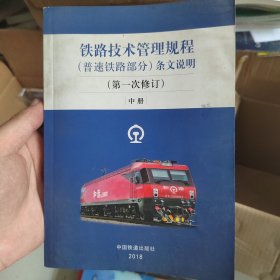 铁路技术管理规程
（普速铁路部分）条文说明
（第一次修订）
中册
中国铁道出版社
2018